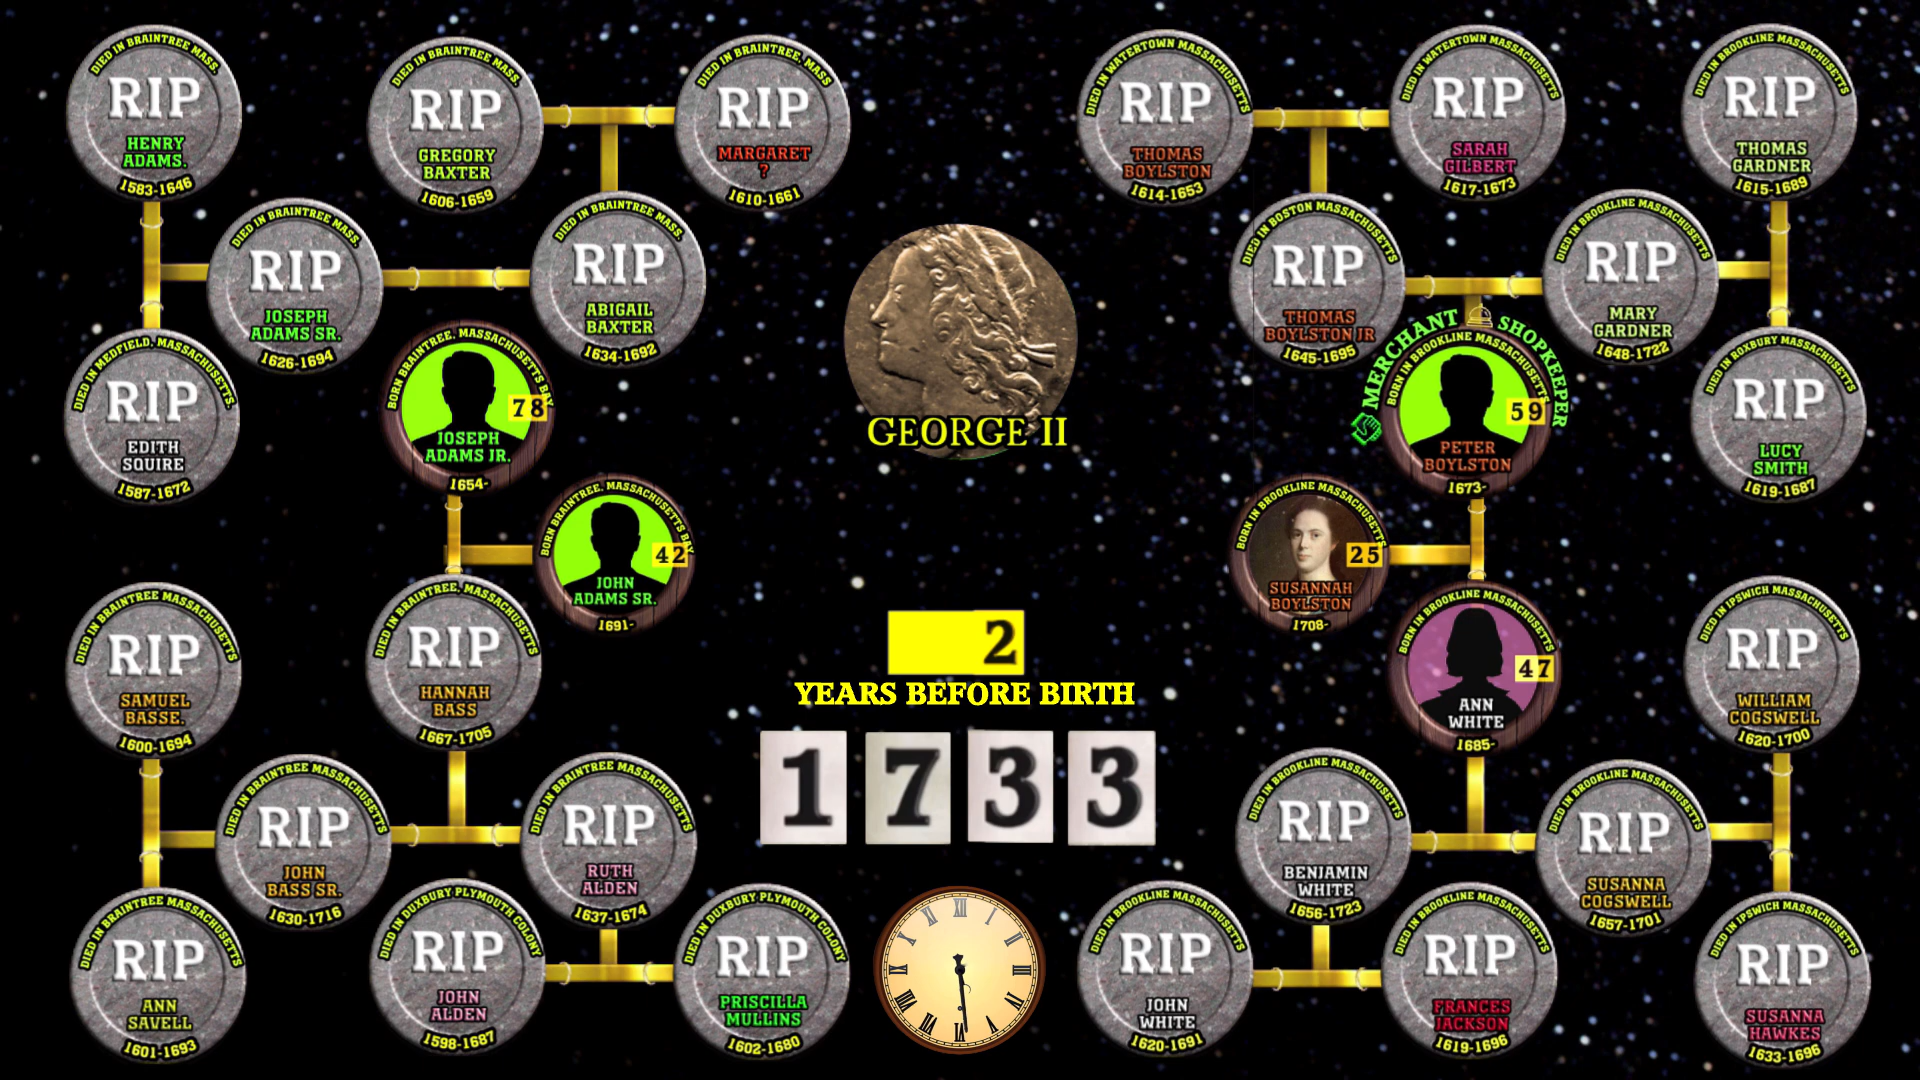 DIED IN BRAINTREE MASS.
RIP
HENRY
ADAMS.
1583-1646
DIED IN BRAINTREE MASS.
RIP
GREGORY
BAXTER
1606-1659
DIED IN BRAINTREE, MASS
RIP
MARGARET
?
1610-1661
DIED IN WATERTOWN MASSACHUSETTS
RIP
THOMAS
BOYLSTON
1614-1653
DIED IN WATERTOWN MASSACHUSETTS
RIP
SARAH
GILBERT
1617-1673
DIED IN BROOKLINE MASSACHUSETTS
RIP
THOMAS
GARDNER
1615-1689
DIED IN BRAINTREE MASS.
RIP
JOSEPH
ADAMS SR.
1626-1694
DIED IN BRAINTREE MASS.
RIP
ABIGAIL
BAXTER
1634-1692
DIED IN BOSTON MASSACHUSETTS
RIP
THOMAS
BOYLSTON JR
1645-1695
DIED IN BROOKLINE MASSACHUSETTS
RIP
MARY
GARDNER
1648-1722
DIED IN MEDFIELD, MASSACHUSETTS.
RIP
EDITH
SQUIRE
1587-1672
BORN BRAINTREE, MASSACHUSETTS BAY
78
JOSEPH
ADAMS JR.
1654-
GEORGE II
MERCHANT SHOPKEEPER
BORN IN BROOKLINE MASSACHUSETTS
59
PETER
BOYLSTON
1673-
DIED IN ROXBURY MASSACHUSETTS
RIP
LUCY
SMITH
1619-1687
BORN BRAINTREE, MASSACHUSETTS BAY
42
JOHN
ADAMS SR.
1691-
BORN IN BROOKLINE MASSACHUSETTS
25
SUSANNAH
BOYLSTON
1708-
DIED IN BRAINTREE MASSACHUSETTS
RIP
SAMUEL
BASSE.
1600-1694
DIED IN BRAINTREE, MASSACHUSETTS
RIP
HANNAH
BASS
1667-1705
2
YEARS BEFORE BIRTH
1733
BORN IN BROOKLINE MASSACHUSETTS
47
ANN
WHITE
1685-
DIED IN IPSWICH MASSACHUSETTS
RIP
WILLIAM
COGSWELL
1620-1700
DIED IN BRAINTREE MASSACHUSETTS
RIP
JOHN
BASS SR.
1630-1716
DIED IN BRAINTREE MASSACHUSETTS
RIP
RUTH
ALDEN
1637-1674
DIED IN BROOKLINE MASSACHUSETTS
RIP
BENJAMIN
WHITE
1656-1723
DIED IN BROOKLINE MASSACHUSETTS
RIP
SUSANNA
COGSWELL
1657-1701
DIED IN BRAINTREE MASSACHUSETTS
RIP
ANN
SAVELL
1601-1693
DIED IN DUXBURY PLYMOUTH COLONY
RIP
JOHN
ALDEN
1598-1687
DIED IN DUXBURY PLYMOUTH COLONY
RIP
PRISCILLA
MULLINS
1602-1680
XII I II III IV V VI VII VIII IX X XI
DIED IN BROOKLINE MASSACHUSETTS
RIP
JOHN
WHITE
1620-1691
DIED IN BROOKLINE MASSACHUSETTS
RIP
FRANCES
JACKSON
1619-1696
DIED IN IPSWICH MASSACHUSETTS
RIP
SUSANNA
HAWKES
1633-1696